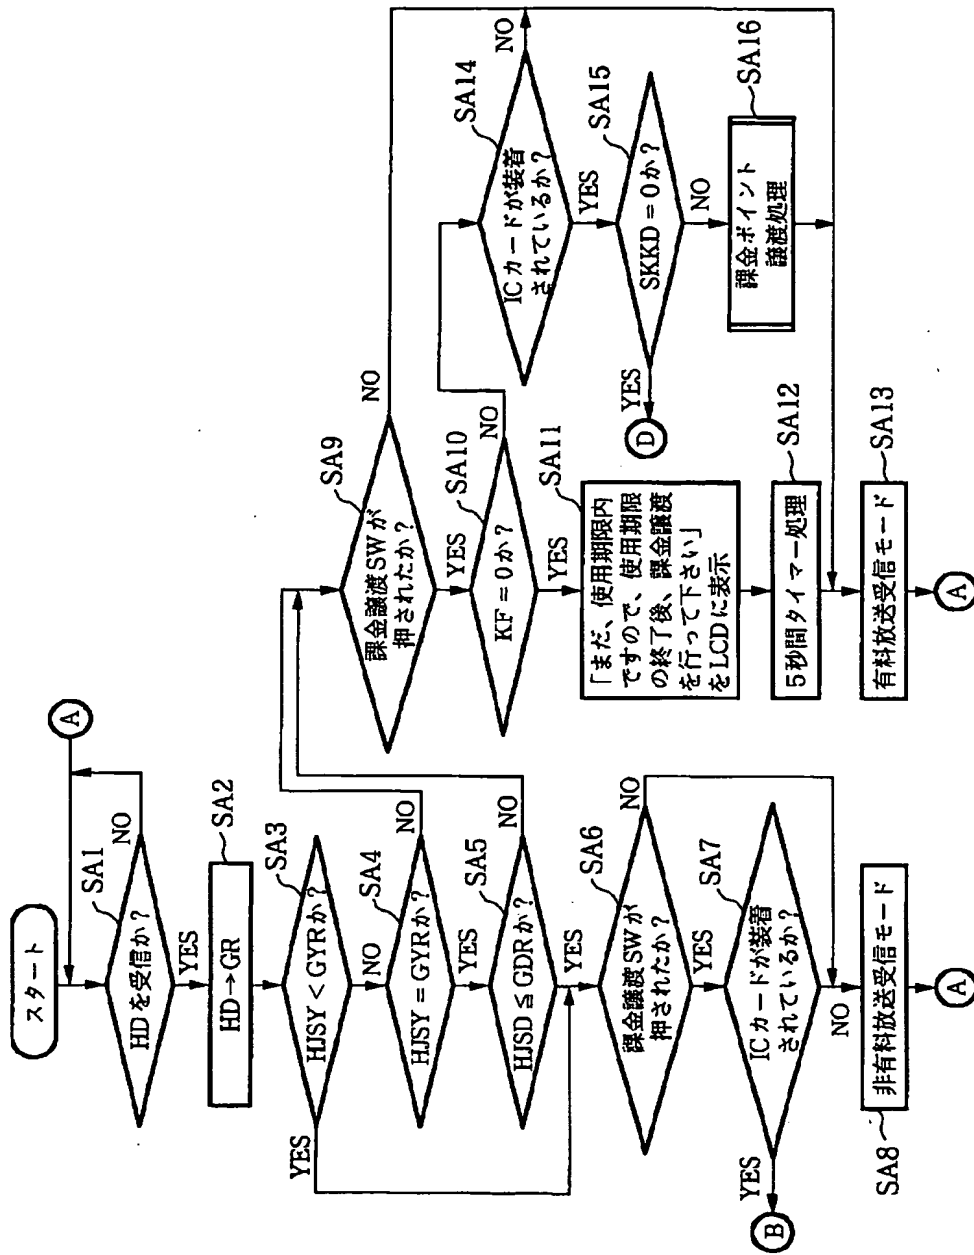 スタート
A
SA1
HDを受信か?
NO
YES
SA2
HD→GR
SA3
HJSY<GYRか?
YES
NO
SA4
HJSY=GYRか?
NO
YES
SA5
HJSD≦GDRか?
NO
YES
SA6
課金譲渡SWが
押されたか?
NO
YES
SA7
ICカードが装着
されているか?
YES
B
NO
SA8
非有料放送受信モード
A
SA9
課金譲渡SWが
押されたか?
NO
YES
SA10
KF=0か?
NO
YES
SA11
「まだ、使用期限内
ですので、使用期限
の終了後、課金譲渡
を行って下さい」
をLCDに表示
SA12
5秒間タイマー処理
SA13
有料放送受信モード
A
SA14
ICカードが装着
されているか?
NO
YES
SA15
SKKD=0か?
YES
D
NO
SA16
課金ポイント
譲渡処理